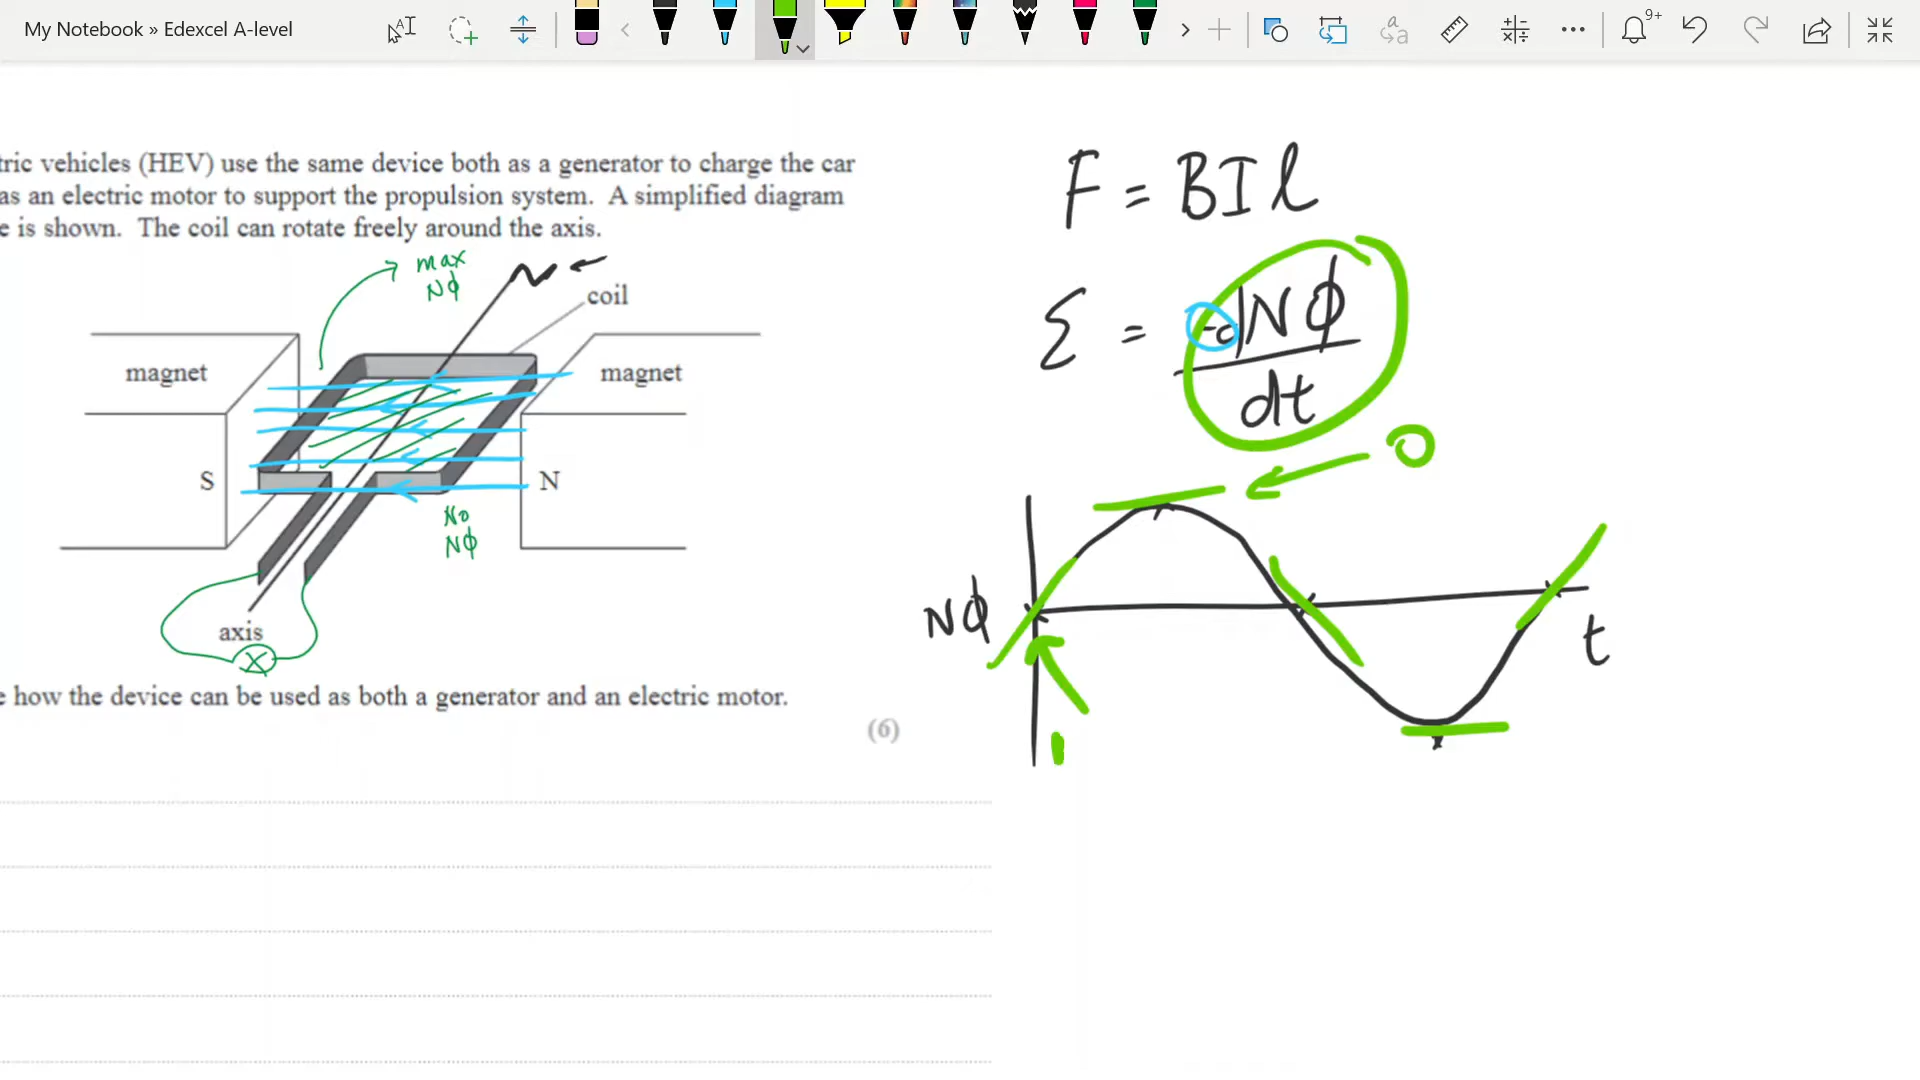 My Notebook » Edexcel A-level
9+
tric vehicles (HEV) use the same device both as a generator to charge the car
as an electric motor to support the propulsion system. A simplified diagram
e is shown. The coil can rotate freely around the axis.
max
NΦ
coil
magnet
magnet
S
N
No
NΦ
axis
e how the device can be used as both a generator and an electric motor.
(6)
F = BIl
Ɛ = -dNΦ
dt
0
NΦ
t
1